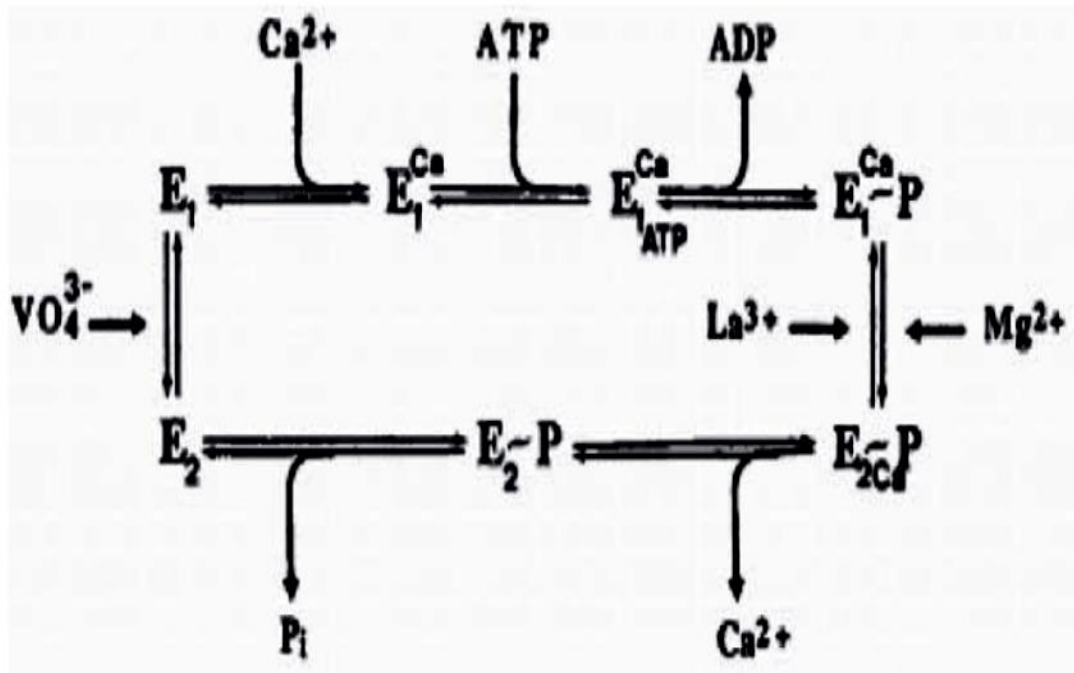 Ca2+ ATP ADP
E1 E1Ca E1CaATP E1Ca~P
VO43- La3+ Mg2+
E2 E2~P E2Ca~P
Pi Ca2+